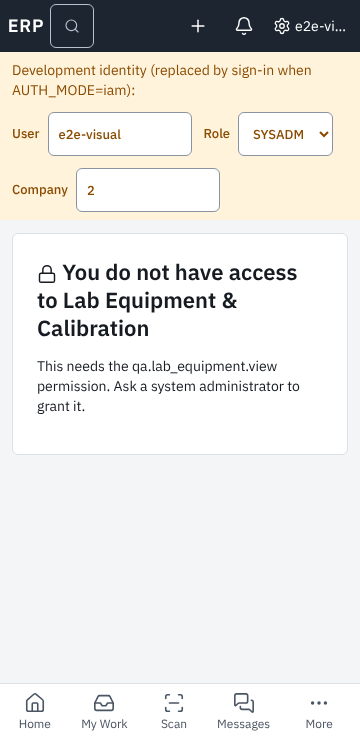 ERP
e2e-vi...
Development identity (replaced by sign-in when
AUTH_MODE=iam):
User e2e-visual Role SYSADM
Company 2
You do not have access
to Lab Equipment &
Calibration
This needs the qa.lab_equipment.view
permission. Ask a system administrator to
grant it.
Home My Work Scan Messages More